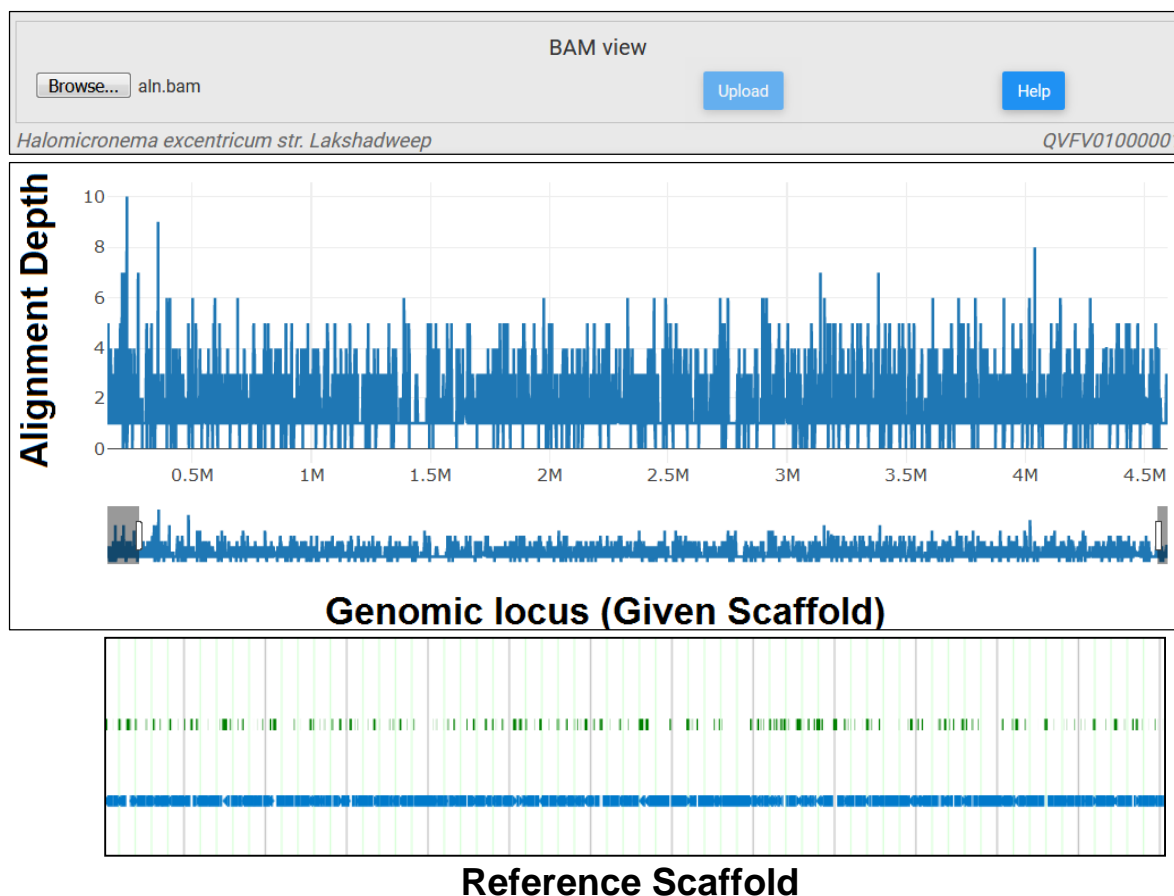 BAM view
Browse... aln.bam Upload Help
Halomicronema excentricum str. Lakshadweep QVFV0100000
Alignment Depth
10
8
6
4
2
0
0.5M 1M 1.5M 2M 2.5M 3M 3.5M 4M 4.5M
Genomic locus (Given Scaffold)
Reference Scaffold